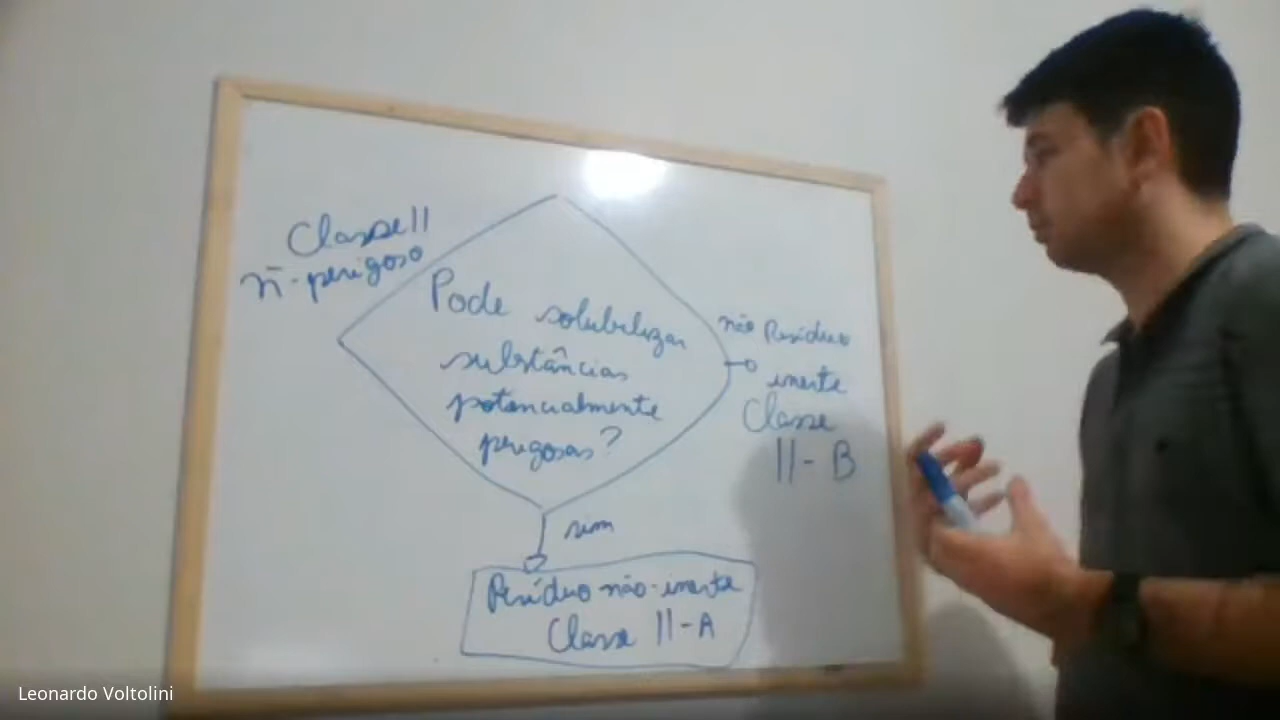 Classe II
ñ-perigoso
Pode solubilizar
substâncias
potencialmente
perigosas?
não Resíduo
inerte
Classe
II-B
sim
Resíduo não-inerte
Classe II-A
Leonardo Voltolini